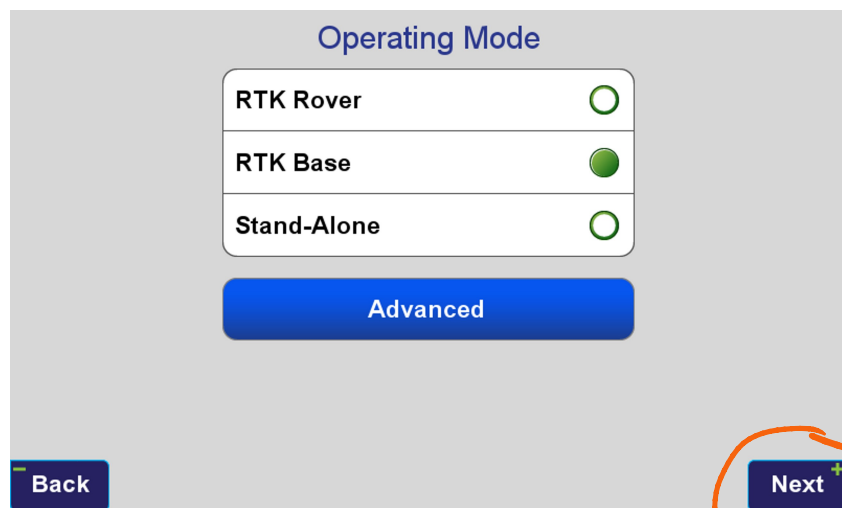 Operating Mode
RTK Rover
RTK Base
Stand-Alone
Advanced
Back
Next